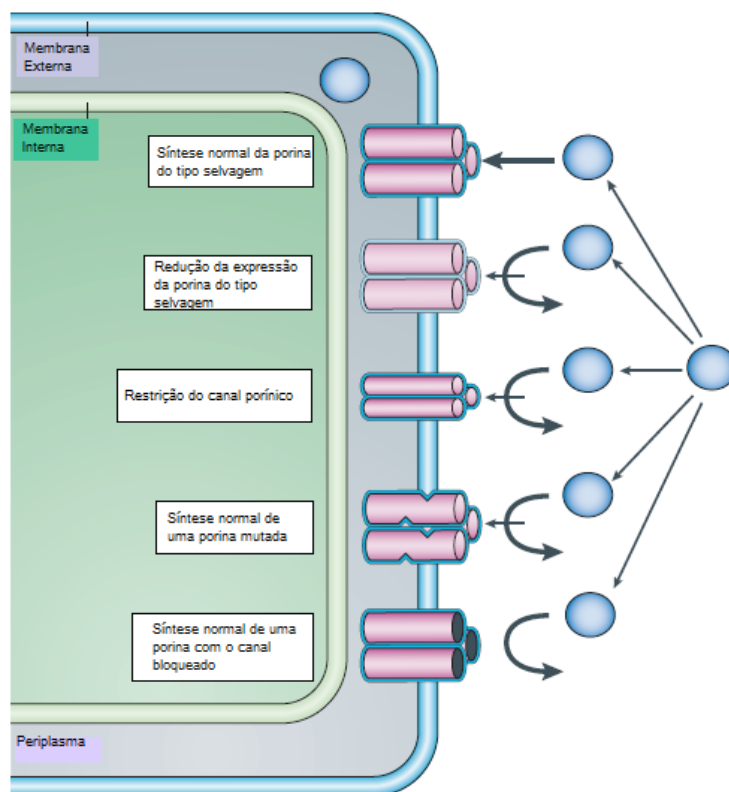 Membrana
Externa
Membrana
Interna
Síntese normal da porina
do tipo selvagem
Redução da expressão
da porina do tipo
selvagem
Restrição do canal porínico
Síntese normal de
uma porina mutada
Síntese normal de uma
porina com o canal
bloqueado
Periplasma